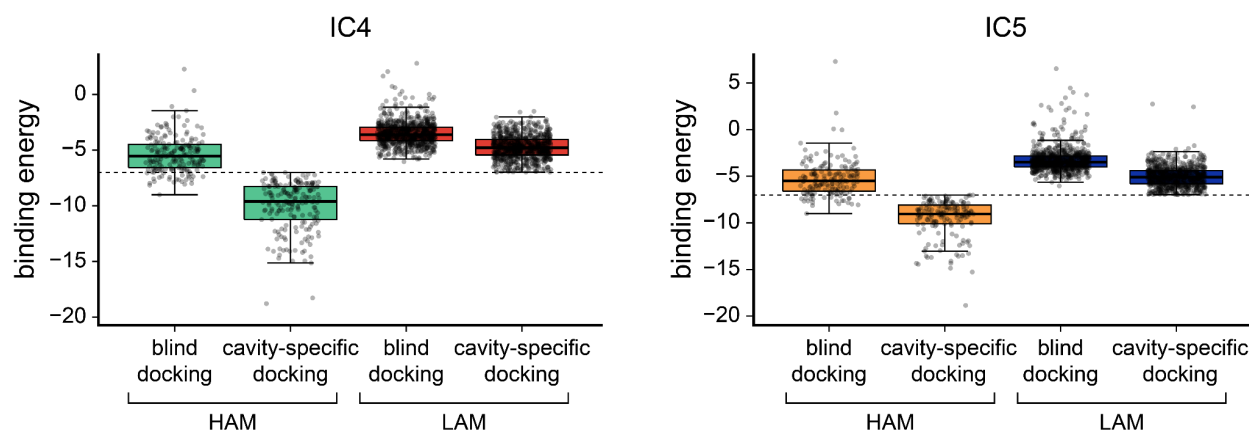 IC4
binding energy
0
−5
−10
−15
−20
blind
docking
cavity-specific
docking
blind
docking
cavity-specific
docking
HAM
LAM
IC5
binding energy
5
0
−5
−10
−15
−20
blind
docking
cavity-specific
docking
blind
docking
cavity-specific
docking
HAM
LAM